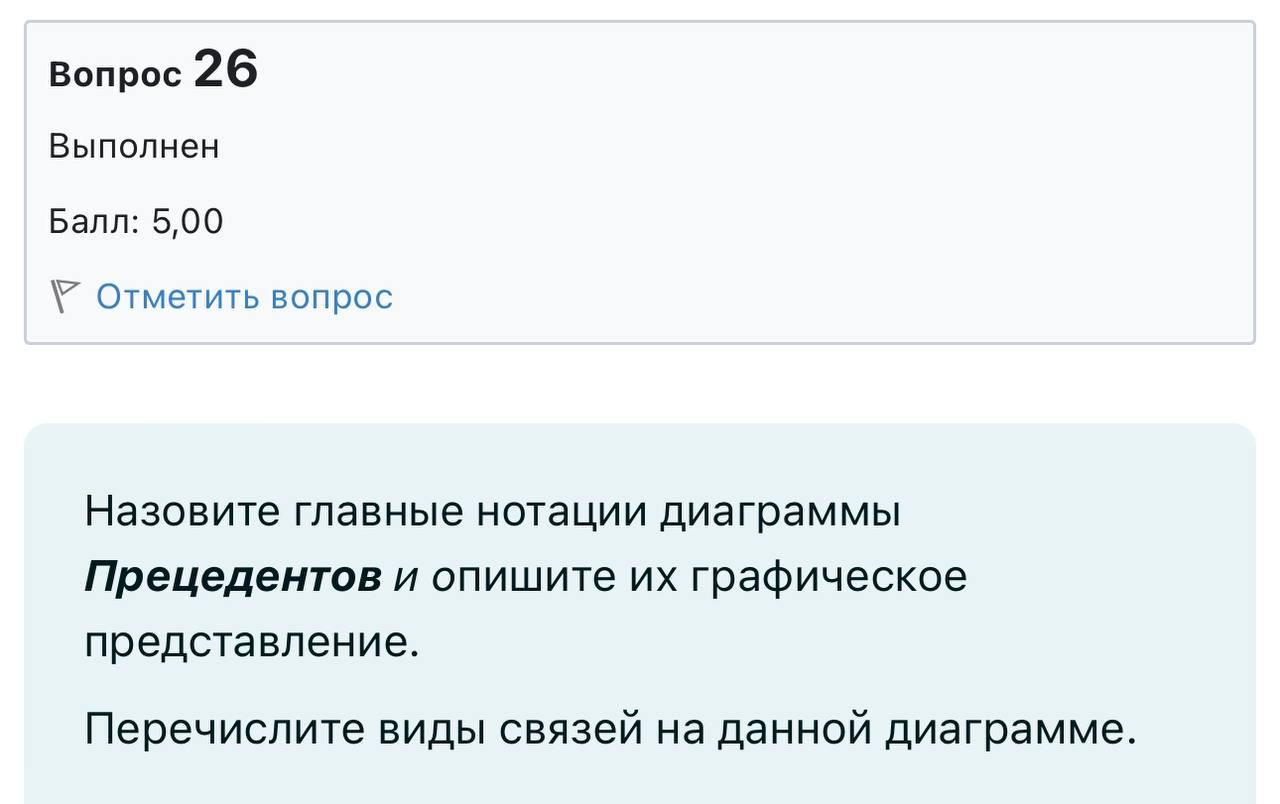 Вопрос 26
Выполнен
Балл: 5,00
Отметить вопрос
Назовите главные нотации диаграммы
Прецедентов и опишите их графическое
представление.
Перечислите виды связей на данной диаграмме.